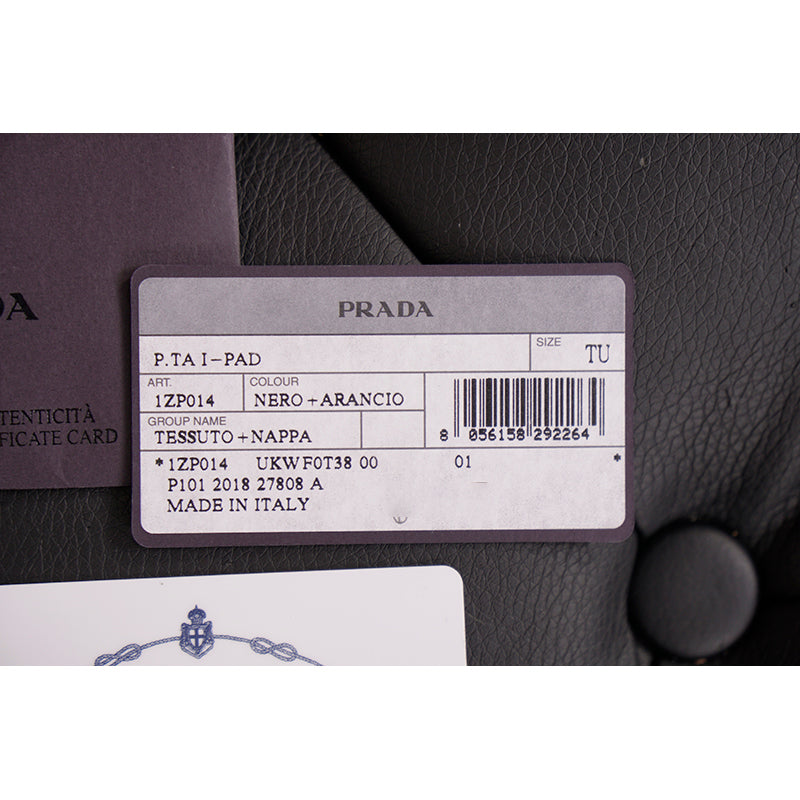 DA
TENTICITÀ
FICATE CARD
PRADA
P.TA I-PAD
SIZE
TU
ART.
1ZP014
COLOUR
NERO+ARANCIO
GROUP NAME
TESSUTO+NAPPA
8 056158 292264
*1ZP014 UKWF0T38 00 01 *
P101 2018 27808 A
MADE IN ITALY